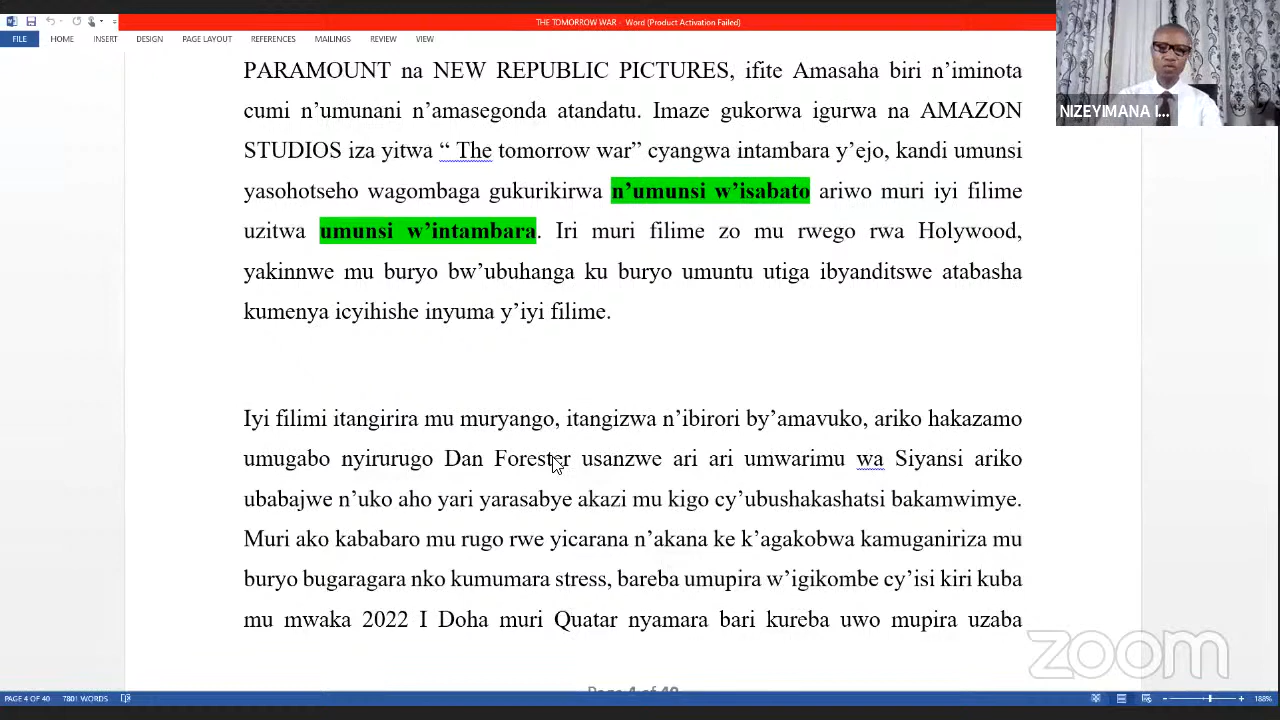 THE TOMORROW WAR - Word (Product Activation Failed)
FILE HOME INSERT DESIGN PAGE LAYOUT REFERENCES MAILINGS REVIEW VIEW
PARAMOUNT na NEW REPUBLIC PICTURES, ifite Amasaha biri n’iminota
cumi n’umunani n’amasegonda atandatu. Imaze gukorwa igurwa na AMAZON
STUDIOS iza yitwa “ The tomorrow war” cyangwa intambara y’ejo, kandi umunsi
yasohotseho wagombaga gukurikirwa n’umunsi w’isabato ariwo muri iyi filime
uzitwa umunsi w’intambara. Iri muri filime zo mu rwego rwa Holywood,
yakinnwe mu buryo bw’ubuhanga ku buryo umuntu utiga ibyanditswe atabasha
kumenya icyihishe inyuma y’iyi filime.
Iyi filimi itangirira mu muryango, itangizwa n’ibirori by’amavuko, ariko hakazamo
umugabo nyirurugo Dan Forester usanzwe ari ari umwarimu wa Siyansi ariko
ubabajwe n’uko aho yari yarasabye akazi mu kigo cy’ubushakashatsi bakamwimye.
Muri ako kababaro mu rugo rwe yicarana n’akana ke k’agakobwa kamuganiriza mu
buryo bugaragara nko kumumara stress, bareba umupira w’igikombe cy’isi kiri kuba
mu mwaka 2022 I Doha muri Quatar nyamara bari kureba uwo mupira uzaba
Page 4 of 40
NIZEYIMANA I...
zoom
PAGE 4 OF 40 7801 WORDS 188%